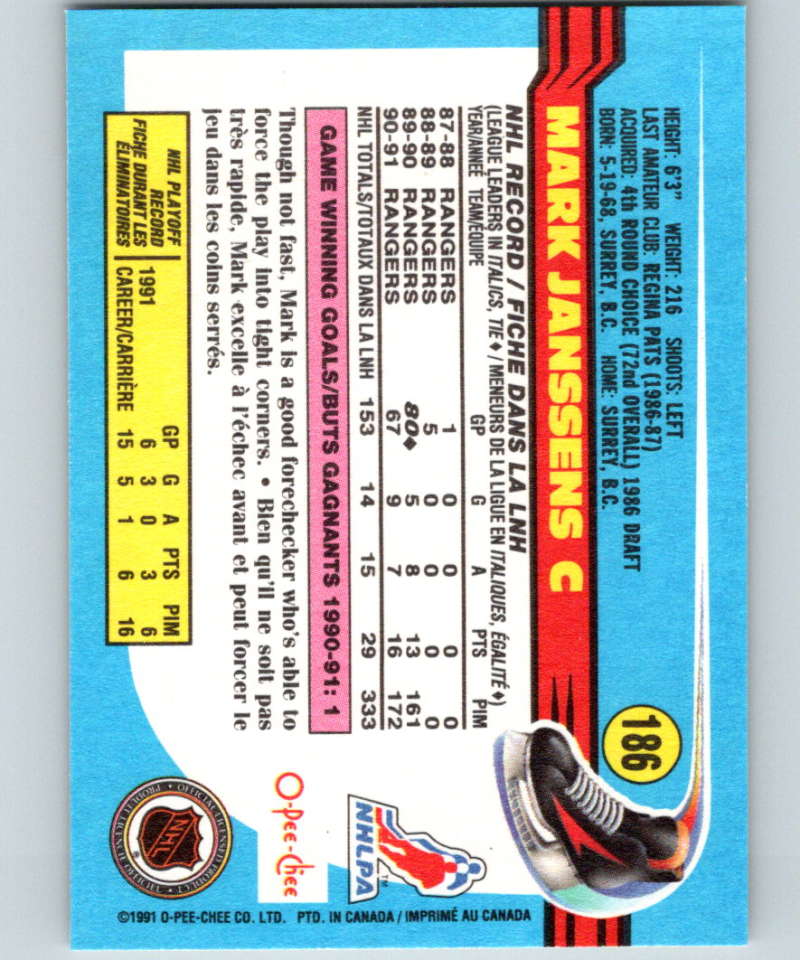 HEIGHT: 6'3" WEIGHT: 216 SHOOTS: LEFT
LAST AMATEUR CLUB: REGINA PATS (1986-87)
ACQUIRED: 4th ROUND CHOICE (72nd OVERALL) 1986 DRAFT
BORN: 5-19-68, SURREY, B.C. HOME: SURREY, B.C.
186
MARK JANSSENS C
NHL RECORD / FICHE DANS LA LNH
(LEAGUE LEADERS IN ITALICS, TIE ♦ / MENEURS DE LA LIGUE EN ITALIQUES, ÉGALITÉ ♦)
YEAR/ANNÉE TEAM/ÉQUIPE GP G A PTS PIM
87-88 RANGERS 1 0 0 0 0
88-89 RANGERS 5 0 0 0 0
89-90 RANGERS 80♦ 5 8 13 161
90-91 RANGERS 67 9 7 16 172
NHL TOTALS/TOTAUX DANS LA LNH 153 14 15 29 333
GAME WINNING GOALS/BUTS GAGNANTS 1990-91: 1
Though not fast, Mark is a good forechecker who's able to
force the play into tight corners. • Bien qu'il ne soit pas
très rapide, Mark excelle à l'échec avant et peut forcer le
jeu dans les coins serrés.
NHL PLAYOFF
RECORD
FICHE DURANT LES
ÉLIMINATOIRES
GP G A PTS PIM
1991 6 3 0 3 6
CAREER/CARRIÈRE 15 5 1 6 16
NHLPA
TM
O-Pee-Chee
NHL
®
OFFICIAL LICENSED PRODUCT •
PRODUIT LICENCIÉ OFFICIEL •
©1991 O-PEE-CHEE CO. LTD. PTD. IN CANADA / IMPRIMÉ AU CANADA